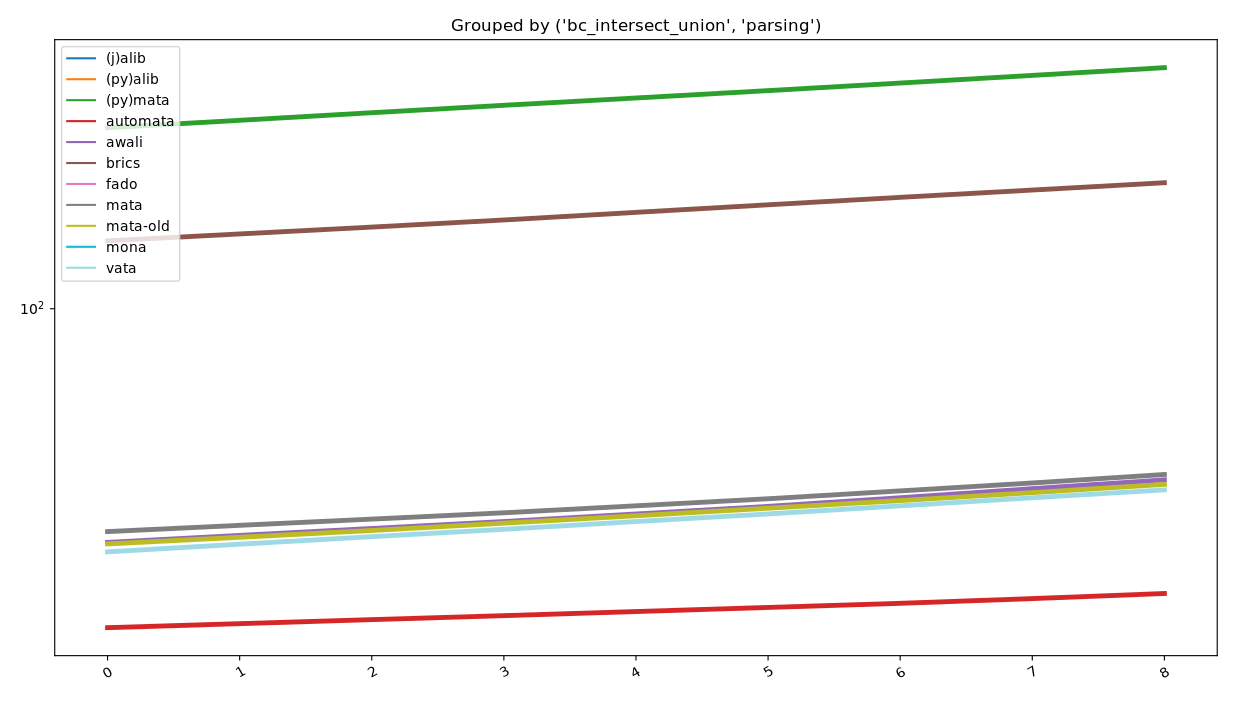 Grouped by ('bc_intersect_union', 'parsing')
(j)alib
(py)alib
(py)mata
automata
awali
brics
fado
mata
mata-old
mona
vata
10²
0 1 2 3 4 5 6 7 8